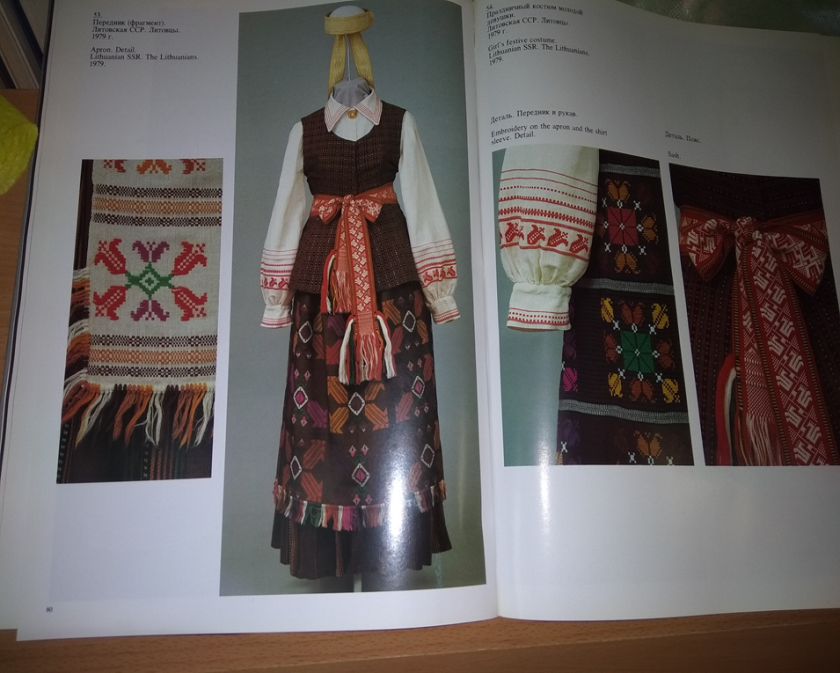 53.
Передник (фрагмент).
Литовская ССР. Литовцы.
1979 г.
Apron. Detail.
Lithuanian SSR. The Lithuanians.
1979.
54.
Праздничный костюм молодой
девушки.
Литовская ССР. Литовцы.
1979 г.
Girl's festive costume.
Lithuanian SSR. The Lithuanians.
1979.
Деталь. Передник и рукав.
Embroidery on the apron and the shirt
sleeve. Detail.
Деталь. Пояс.
Sash.
80